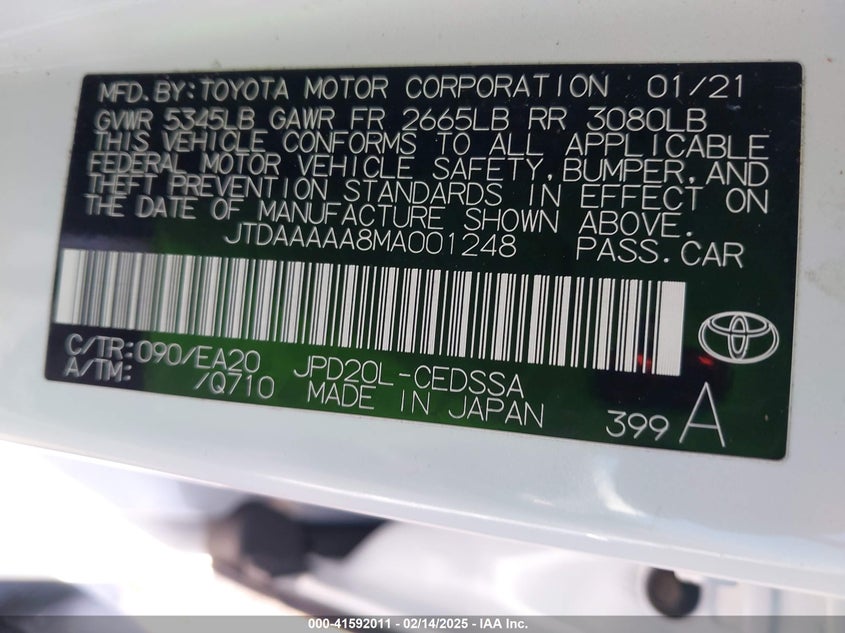 MFD. BY: TOYOTA MOTOR CORPORATION 01/21
GVWR 5345LB GAWR FR 2665LB RR 3080LB
THIS VEHICLE CONFORMS TO ALL APPLICABLE
FEDERAL MOTOR VEHICLE SAFETY, BUMPER, AND
THEFT PREVENTION STANDARDS IN EFFECT ON
THE DATE OF MANUFACTURE SHOWN ABOVE.
JTDAAAAA8MA001248 PASS. CAR
C/TR: 090/EA20 JPD20L-CEDSSA
A/TM: /Q710 MADE IN JAPAN
399 A
000-41592011 - 02/14/2025 - IAA Inc.